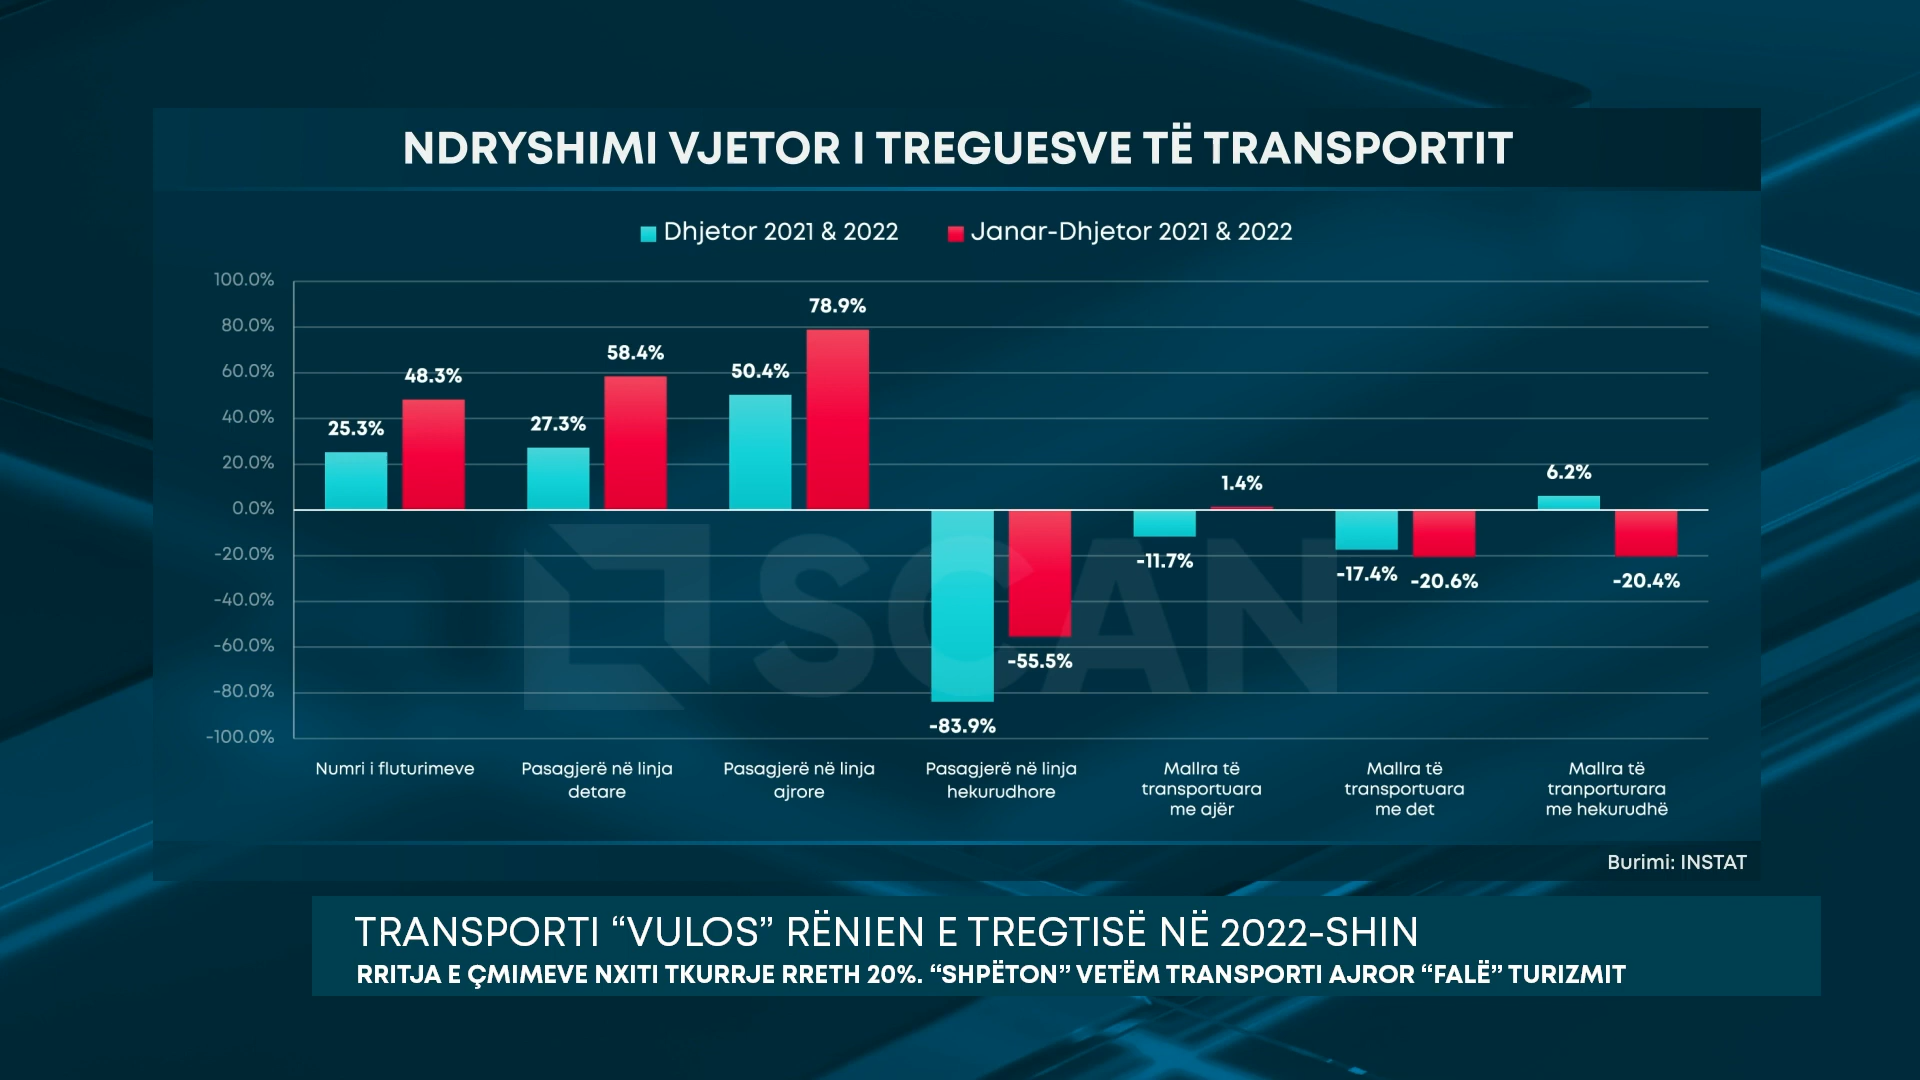 NDRYSHIMI VJETOR I TREGUESVE TË TRANSPORTIT
Dhjetor 2021 & 2022
Janar-Dhjetor 2021 & 2022
100.0%
80.0%
60.0%
40.0%
20.0%
0.0%
-20.0%
-40.0%
-60.0%
-80.0%
-100.0%
25.3%
48.3%
27.3%
58.4%
50.4%
78.9%
-83.9%
-55.5%
-11.7%
1.4%
-17.4%
-20.6%
6.2%
-20.4%
SCAN
Numri i fluturimeve
Pasagjerë në linja
detare
Pasagjerë në linja
ajrore
Pasagjerë në linja
hekurudhore
Mallra të
transportuara
me ajër
Mallra të
transportuara
me det
Mallra të
tranporturara
me hekurudhë
Burimi: INSTAT
TRANSPORTI “VULOS” RËNIEN E TREGTISË NË 2022-SHIN
RRITJA E ÇMIMEVE NXITI TKURRJE RRETH 20%. “SHPËTON” VETËM TRANSPORTI AJROR “FALË” TURIZMIT